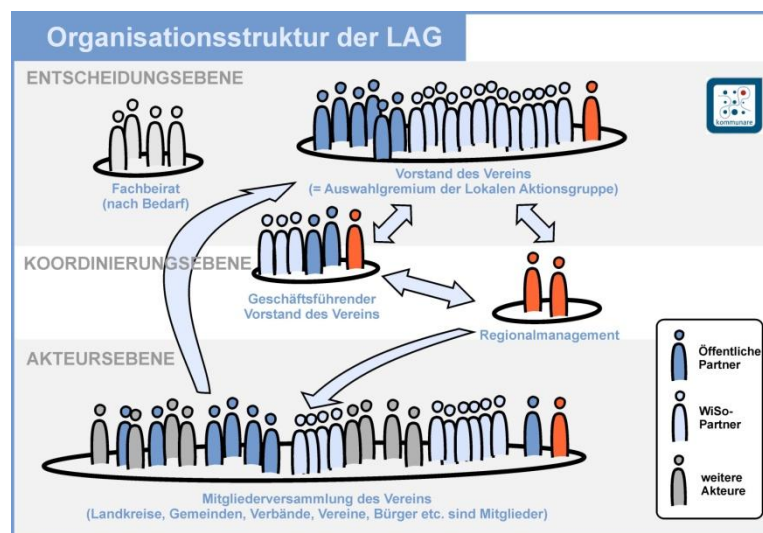 Organisationsstruktur der LAG
ENTSCHEIDUNGSEBENE
kommunare
Fachbeirat
(nach Bedarf)
Vorstand des Vereins
(= Auswahlgremium der Lokalen Aktionsgruppe)
KOORDINIERUNGSEBENE
Geschäftsführender
Vorstand des Vereins
Regionalmanagement
AKTEURSEBENE
Öffentliche
Partner
WiSo-
Partner
weitere
Akteure
Mitgliederversammlung des Vereins
(Landkreise, Gemeinden, Verbände, Vereine, Bürger etc. sind Mitglieder)